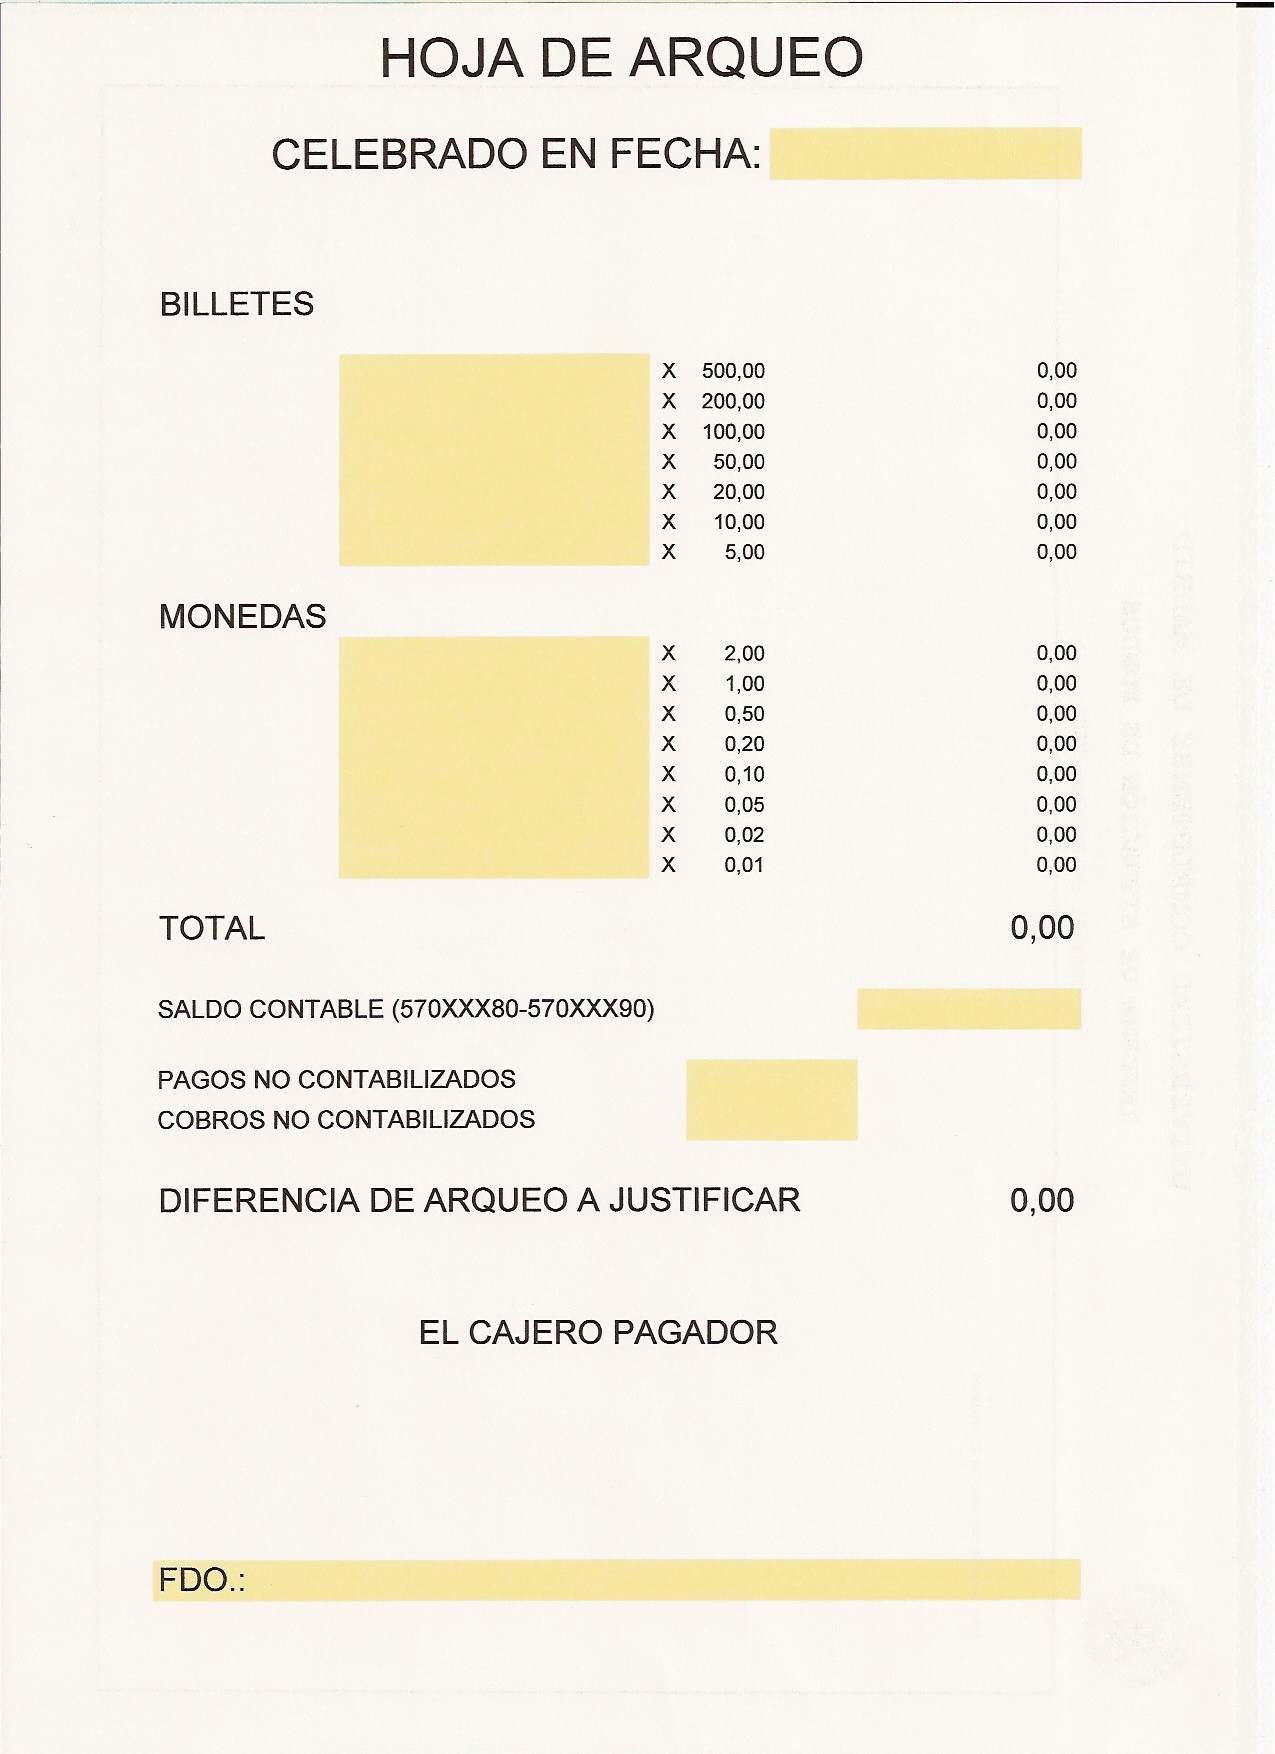 HOJA DE ARQUEO
CELEBRADO EN FECHA:
BILLETES
X 500,00 0,00
X 200,00 0,00
X 100,00 0,00
X 50,00 0,00
X 20,00 0,00
X 10,00 0,00
X 5,00 0,00
MONEDAS
X 2,00 0,00
X 1,00 0,00
X 0,50 0,00
X 0,20 0,00
X 0,10 0,00
X 0,05 0,00
X 0,02 0,00
X 0,01 0,00
TOTAL 0,00
SALDO CONTABLE (570XXX80-570XXX90)
PAGOS NO CONTABILIZADOS
COBROS NO CONTABILIZADOS
DIFERENCIA DE ARQUEO A JUSTIFICAR 0,00
EL CAJERO PAGADOR
FDO.: